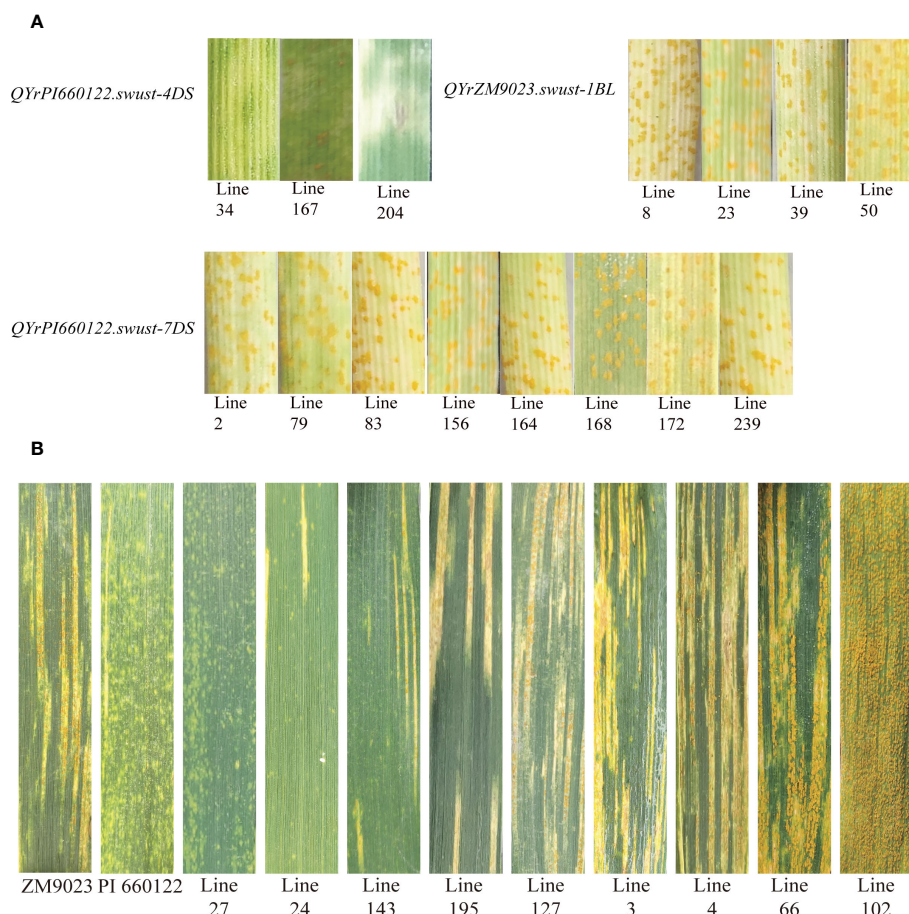 A
QYrPI660122.swust-4DS
QYrZM9023.swust-1BL
Line 34
Line 167
Line 204
Line 8
Line 23
Line 39
Line 50
QYrPI660122.swust-7DS
Line 2
Line 79
Line 83
Line 156
Line 164
Line 168
Line 172
Line 239
B
ZM9023
PI 660122
Line 27
Line 24
Line 143
Line 195
Line 127
Line 3
Line 4
Line 66
Line 102